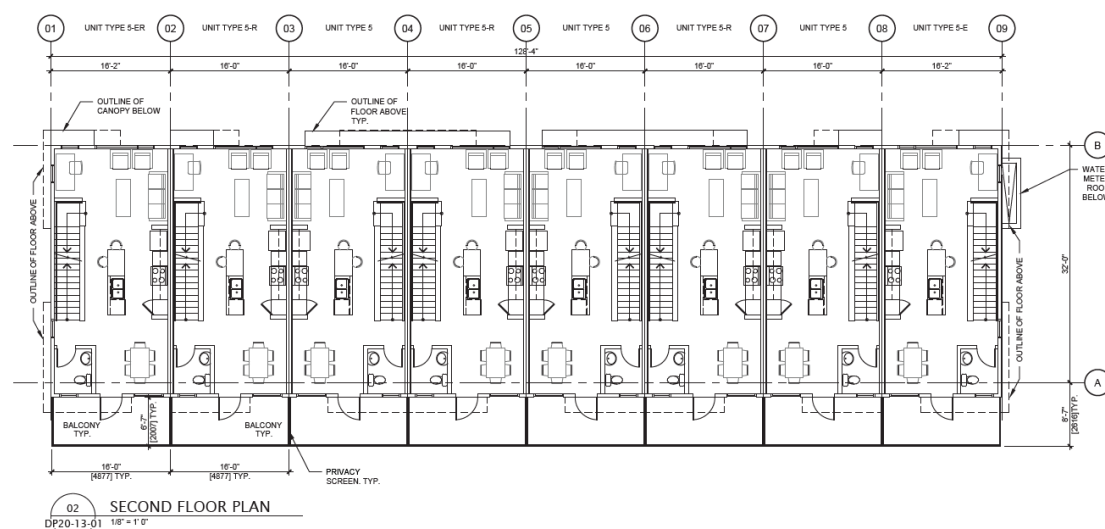 01 UNIT TYPE 5-ER 02 UNIT TYPE 5-R 03 UNIT TYPE 5 04 UNIT TYPE 5-R 05 UNIT TYPE 5 06 UNIT TYPE 5-R 07 UNIT TYPE 5 08 UNIT TYPE 5-E 09
128'-4"
16'-2" 16'-0" 16'-0" 16'-0" 16'-0" 16'-0" 16'-0" 16'-2"
OUTLINE OF
CANOPY BELOW
OUTLINE OF
FLOOR ABOVE
TYP.
B
WATE
METE
ROO
BELOW
OUTLINE OF FLOOR ABOVE
32'-0"
OUTLINE OF FLOOR ABOVE
A
BALCONY
TYP.
6'-7"
[2007] TYP.
BALCONY
TYP.
8'-7"
[2616] TYP.
16'-0"
[4877] TYP.
16'-0"
[4877] TYP.
PRIVACY
SCREEN. TYP.
02 SECOND FLOOR PLAN
DP20-13-01 1/8" = 1' 0"